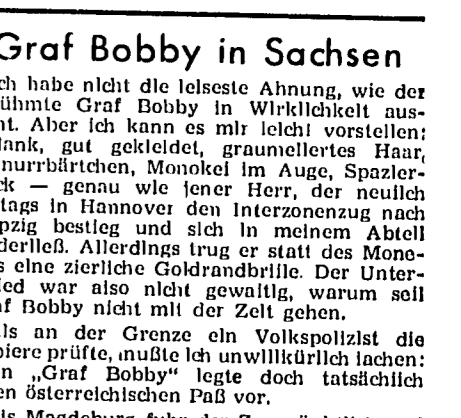 Graf Bobby in Sachsen
ch habe nicht die leiseste Ahnung, wie der
ühmte Graf Bobby in Wirklichkeit aus-
ht. Aber ich kann es mir leicht vorstellen:
lank, gut gekleidet, graumeliertes Haar,
nurrbärtchen, Monokel im Auge, Spazier-
ck — genau wie jener Herr, der neulich
tags in Hannover den Interzonenzug nach
pzig bestieg und sich in meinem Abteil
derließ. Allerdings trug er statt des Mono-
s eine zierliche Goldrandbrille. Der Unter-
ied war also nicht gewaltig, warum soll
af Bobby nicht mit der Zeit gehen.
ls an der Grenze ein Volkspolizist die
piere prüfte, mußte ich unwillkürlich lachen:
n „Graf Bobby“ legte doch tatsächlich
en österreichischen Paß vor.
is Magdeburg fuhr der